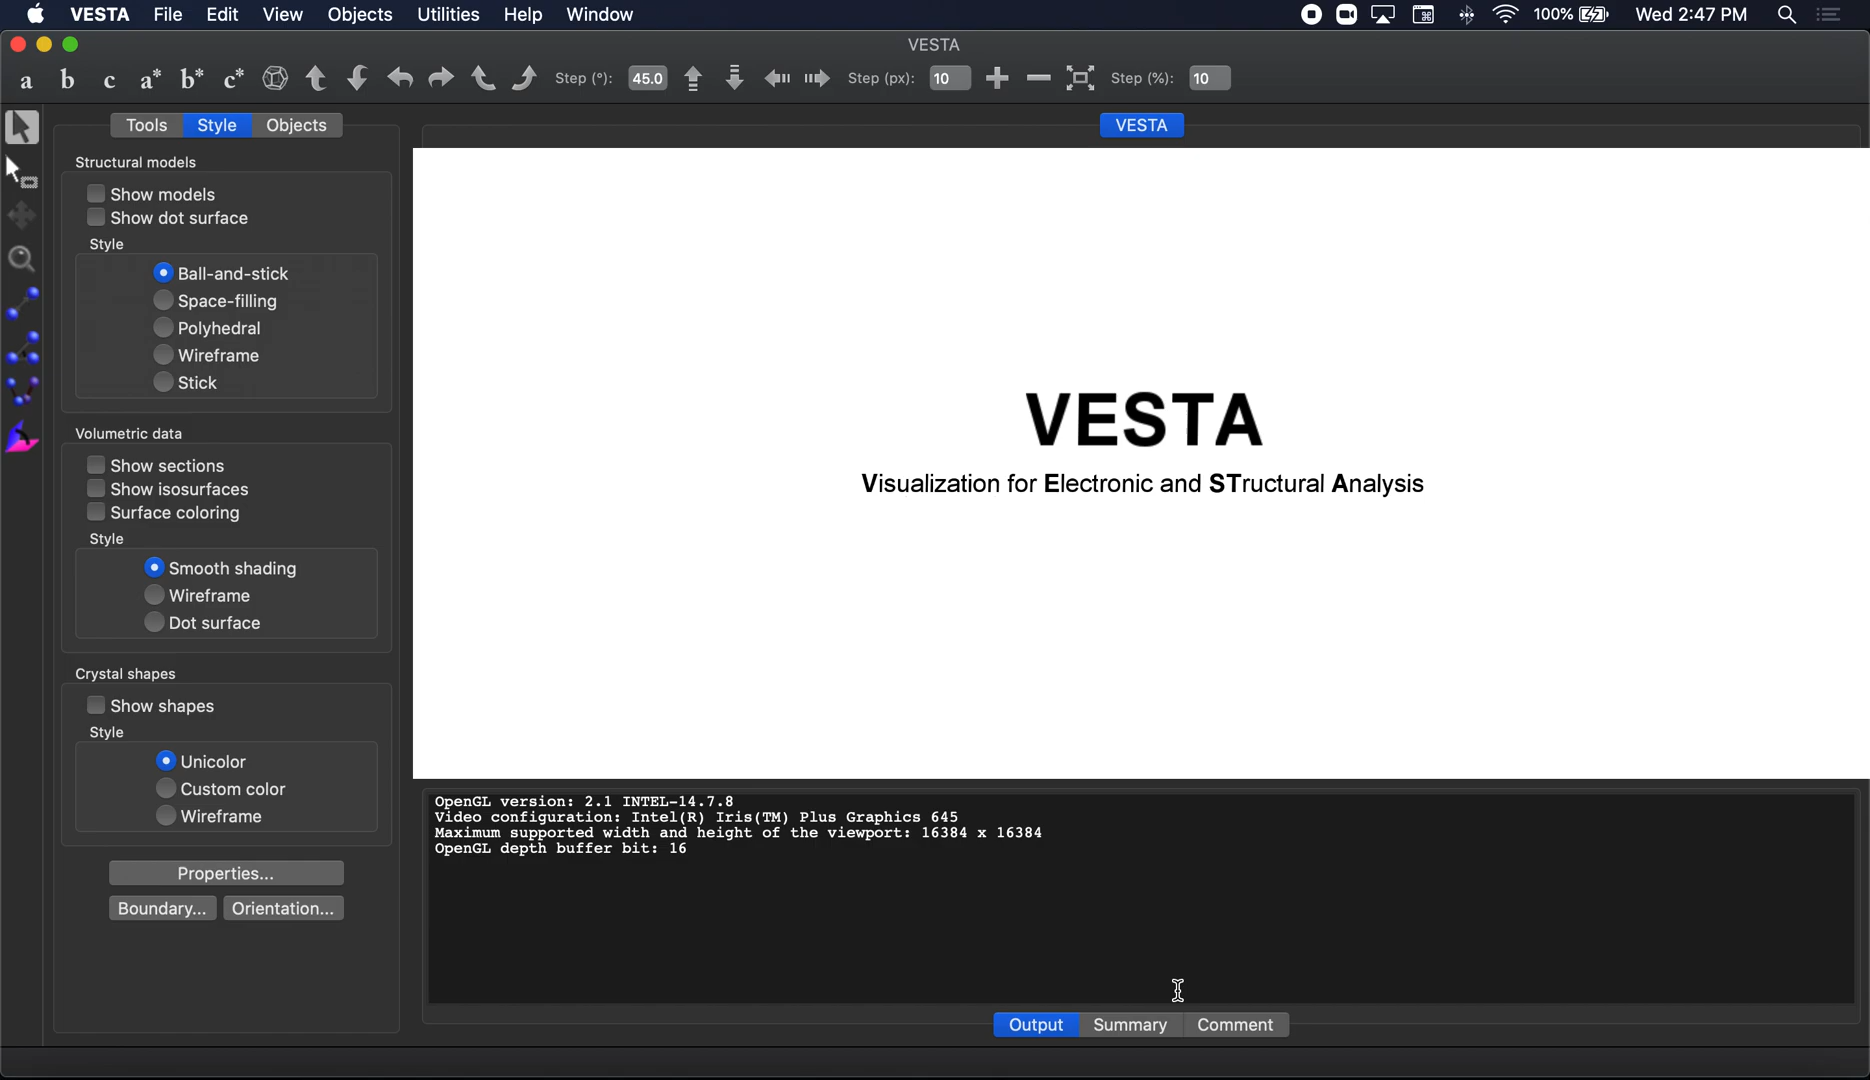 VESTA File Edit View Objects Utilities Help Window 100% Wed 2:47 PM
VESTA
a b c a* b* c* Step (°): 45.0 Step (px): 10 Step (%): 10
Tools Style Objects
VESTA
Structural models
Show models
Show dot surface
Style
Ball-and-stick
Space-filling
Polyhedral
Wireframe
Stick
Volumetric data
Show sections
Show isosurfaces
Surface coloring
Style
Smooth shading
Wireframe
Dot surface
Crystal shapes
Show shapes
Style
Unicolor
Custom color
Wireframe
Properties...
Boundary... Orientation...
VESTA
Visualization for Electronic and STructural Analysis
OpenGL version: 2.1 INTEL-14.7.8
Video configuration: Intel(R) Iris(TM) Plus Graphics 645
Maximum supported width and height of the viewport: 16384 x 16384
OpenGL depth buffer bit: 16
Output Summary Comment